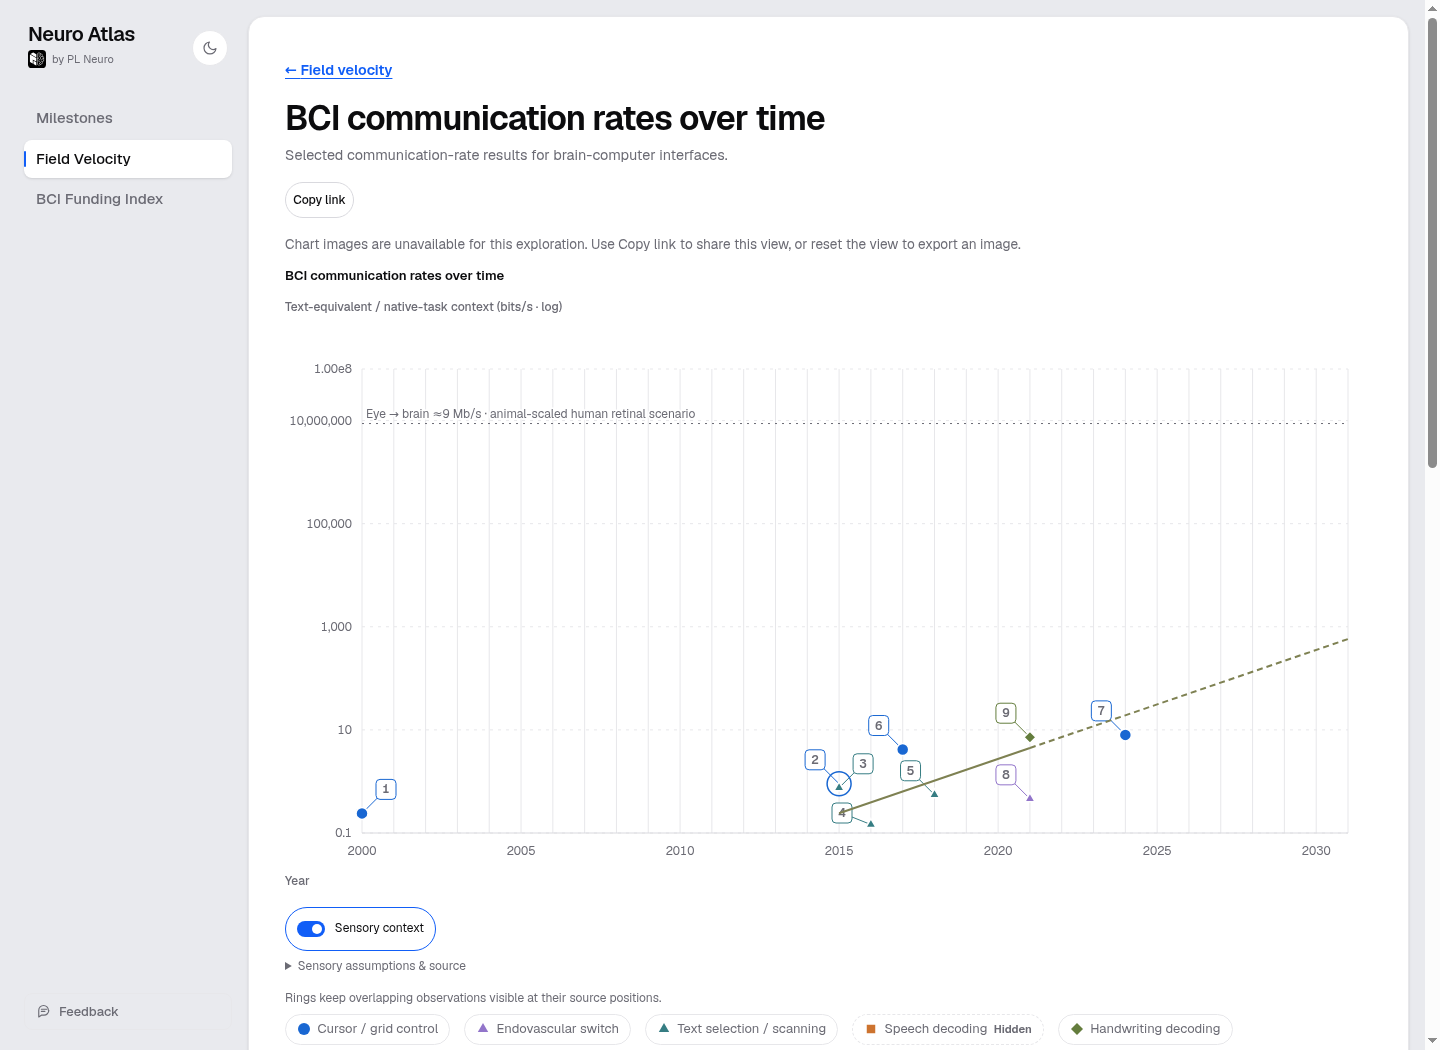 Neuro Atlas
by PL Neuro
Milestones
Field Velocity
BCI Funding Index
Feedback
← Field velocity
BCI communication rates over time
Selected communication-rate results for brain-computer interfaces.
Copy link
Chart images are unavailable for this exploration. Use Copy link to share this view, or reset the view to export an image.
BCI communication rates over time
Text-equivalent / native-task context (bits/s · log)
1.00e8
Eye → brain ≈9 Mb/s · animal-scaled human retinal scenario
10,000,000
100,000
1,000
10
0.1
1
2
3
4
5
6
7
8
9
2000 2005 2010 2015 2020 2025 2030
Year
Sensory context
▶ Sensory assumptions & source
Rings keep overlapping observations visible at their source positions.
Cursor / grid control Endovascular switch Text selection / scanning Speech decoding Hidden Handwriting decoding